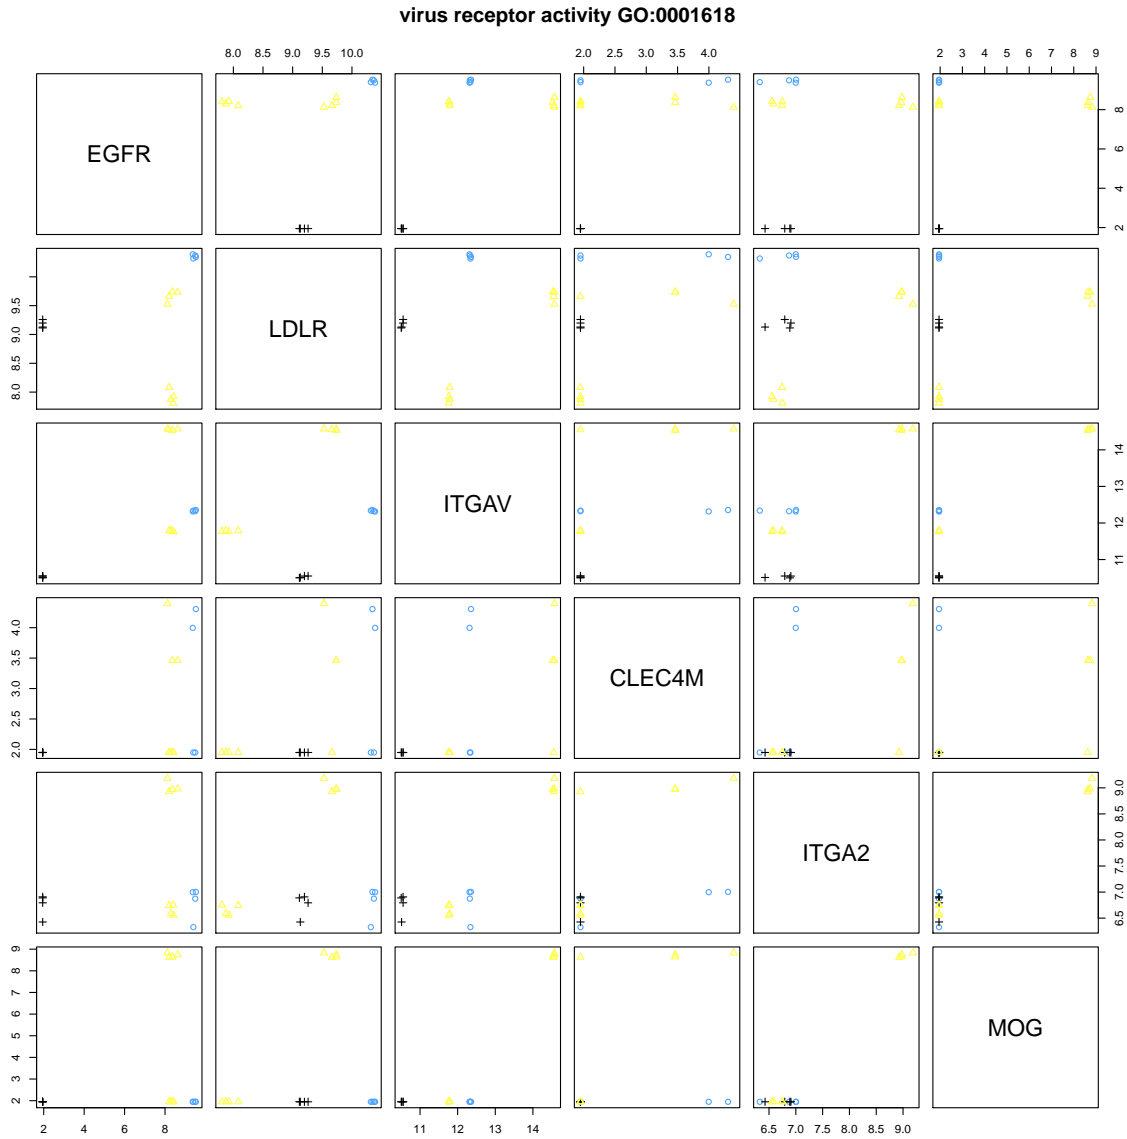 virus receptor activity GO:0001618
8.0 8.5 9.0 9.5 10.0 2.0 2.5 3.0 3.5 4.0 2 3 4 5 6 7 8 9
EGFR
2 4 6 8
LDLR
8.0 8.5 9.0 9.5
ITGAV
11 12 13 14
CLEC4M
2.0 2.5 3.0 3.5 4.0
ITGA2
6.5 7.0 7.5 8.0 8.5 9.0
MOG
2 3 4 5 6 7 8 9
2 4 6 8 11 12 13 14 6.5 7.0 7.5 8.0 8.5 9.0